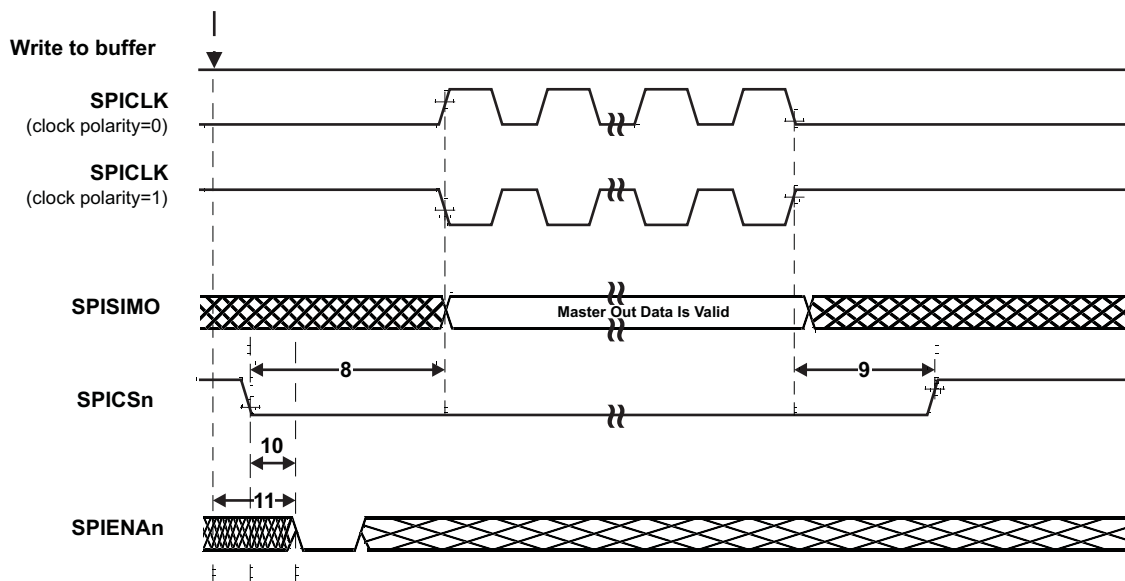 Write to buffer
SPICLK
(clock polarity=0)
SPICLK
(clock polarity=1)
SPISIMO
Master Out Data Is Valid
8
9
SPICSn
10
11
SPIENAn